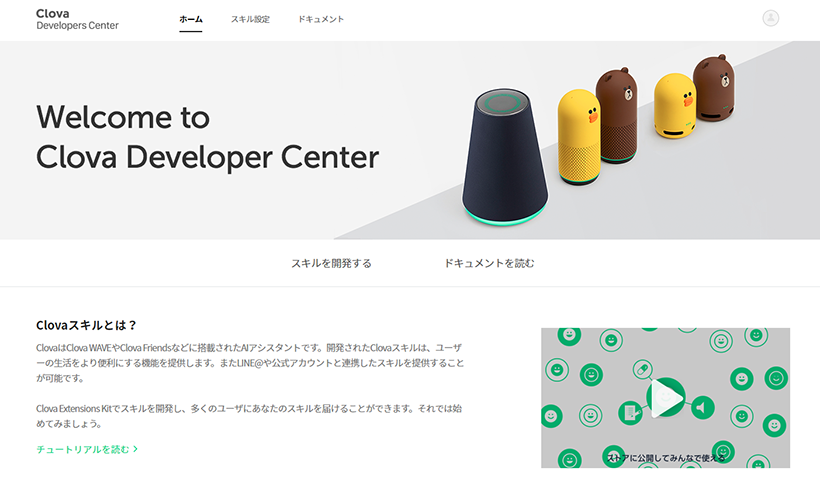 Clova
Developers Center
ホーム
スキル設定
ドキュメント
Welcome to
Clova Developer Center
スキルを開発する
ドキュメントを読む
Clovaスキルとは？
ClovaはClova WAVEやClova Friendsなどに搭載されたAIアシスタントです。開発されたClovaスキルは、ユーザ
ーの生活をより便利にする機能を提供します。またLINE@や公式アカウントと連携したスキルを提供すること
が可能です。
Clova Extensions Kitでスキルを開発し、多くのユーザにあなたのスキルを届けることができます。それでは始
めてみましょう。
チュートリアルを読む
ストアに公開してみんなで使える